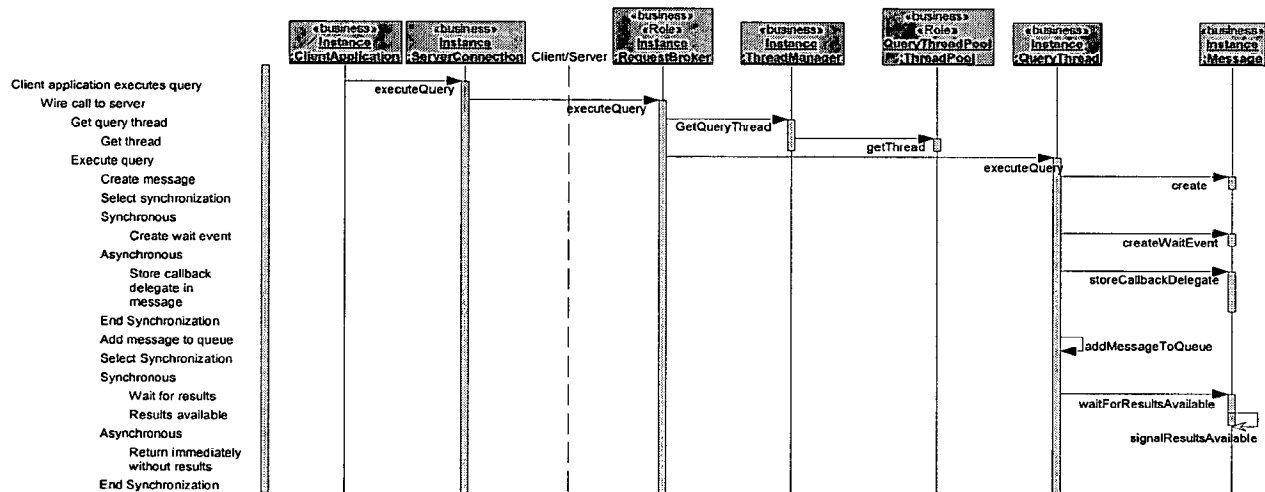 «business»
Instance
:ClientApplication
«business»
Instance
:ServerConnection
Client/Server
«business»
«Role»
Instance
:RequestBroker
«business»
Instance
:ThreadManager
«business»
«Role»
QueryThreadPool
:ThreadPool
«business»
Instance
:QueryThread
«business»
Instance
:Message
Client application executes query
executeQuery
Wire call to server
executeQuery
Get query thread
GetQueryThread
Get thread
getThread
Execute query
executeQuery
Create message
create
Select synchronization
Synchronous
Create wait event
createWaitEvent
Asynchronous
Store callback
delegate in
message
storeCallbackDelegate
End Synchronization
Add message to queue
addMessageToQueue
Select Synchronization
Synchronous
Wait for results
waitForResultsAvailable
Results available
signalResultsAvailable
Asynchronous
Return immediately
without results
End Synchronization